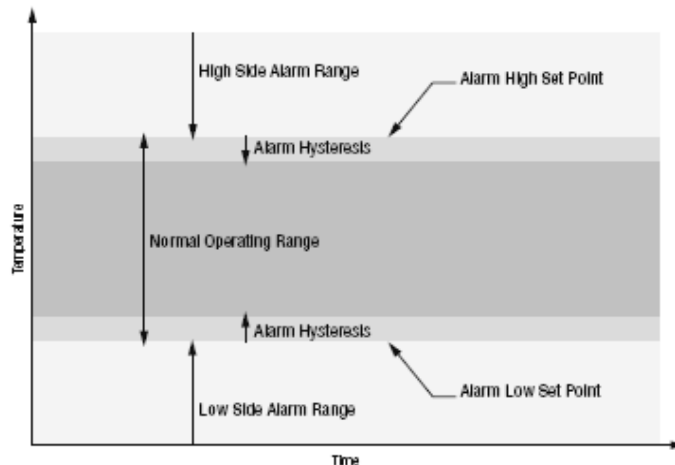 High Side Alarm Range
Alarm High Set Point
Alarm Hysteresis
Temperature
Normal Operating Range
Alarm Hysteresis
Alarm Low Set Point
Low Side Alarm Range
Time